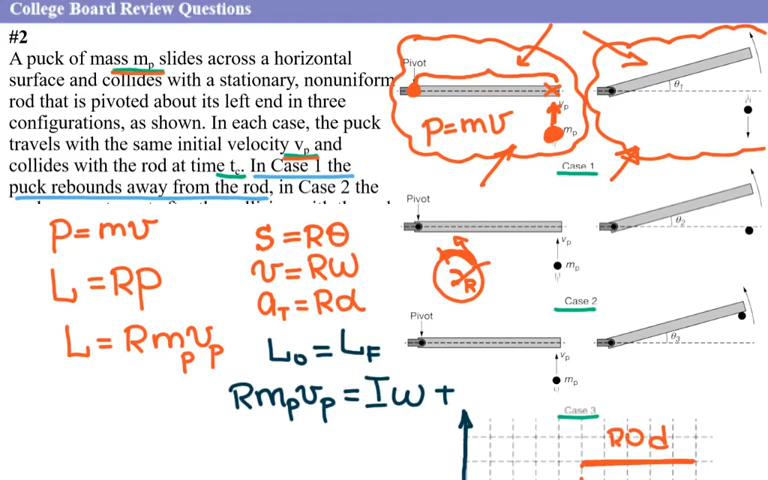 College Board Review Questions
#2
A puck of mass mₚ slides across a horizontal
surface and collides with a stationary, nonuniform
rod that is pivoted about its left end in three
configurations, as shown. In each case, the puck
travels with the same initial velocity vₚ and
collides with the rod at time t꜀. In Case 1 the
puck rebounds away from the rod, in Case 2 the
P=mv
L=RP
L=Rmₚvₚ
S=Rθ
v=Rω
a_T=Rα
L₀=L_F
Rmₚvₚ=Iω+
R
Pivot
P=mv
vₚ
mₚ
θ₁
Case 1
Pivot
θ₂
vₚ
mₚ
Case 2
Pivot
θ₃
vₚ
mₚ
Case 3
ROd